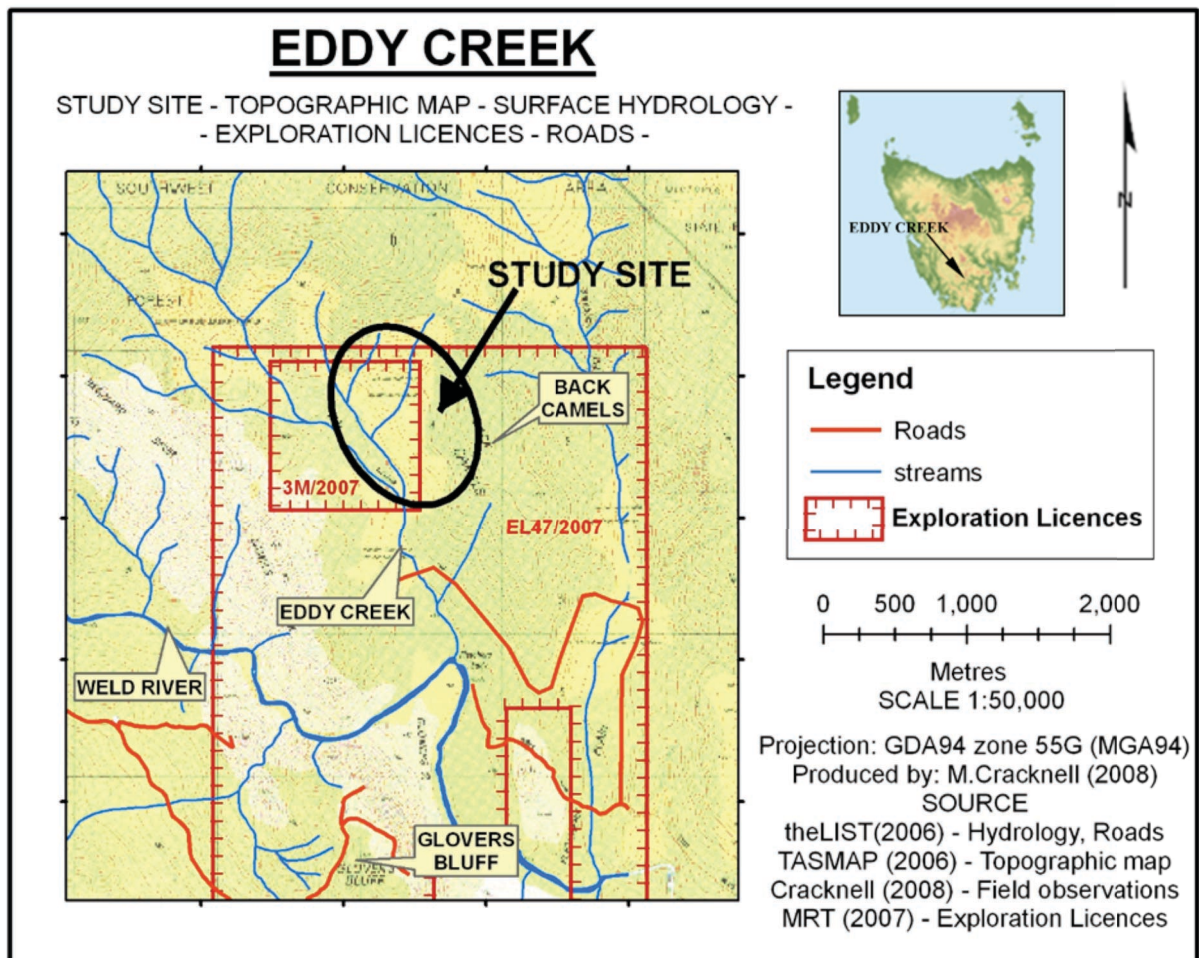 EDDY CREEK
STUDY SITE - TOPOGRAPHIC MAP - SURFACE HYDROLOGY -
- EXPLORATION LICENCES - ROADS -
SOUTHWEST CONSERVATION
FOREST
STUDY SITE
BACK
CAMELS
3M/2007
EL47/2007
EDDY CREEK
WELD RIVER
GLOVERS
BLUFF
BLUFF
EDDY CREEK
N
Legend
Roads
streams
Exploration Licences
0 500 1,000 2,000
Metres
SCALE 1:50,000
Projection: GDA94 zone 55G (MGA94)
Produced by: M.Cracknell (2008)
SOURCE
theLIST(2006) - Hydrology, Roads
TASMAP (2006) - Topographic map
Cracknell (2008) - Field observations
MRT (2007) - Exploration Licences